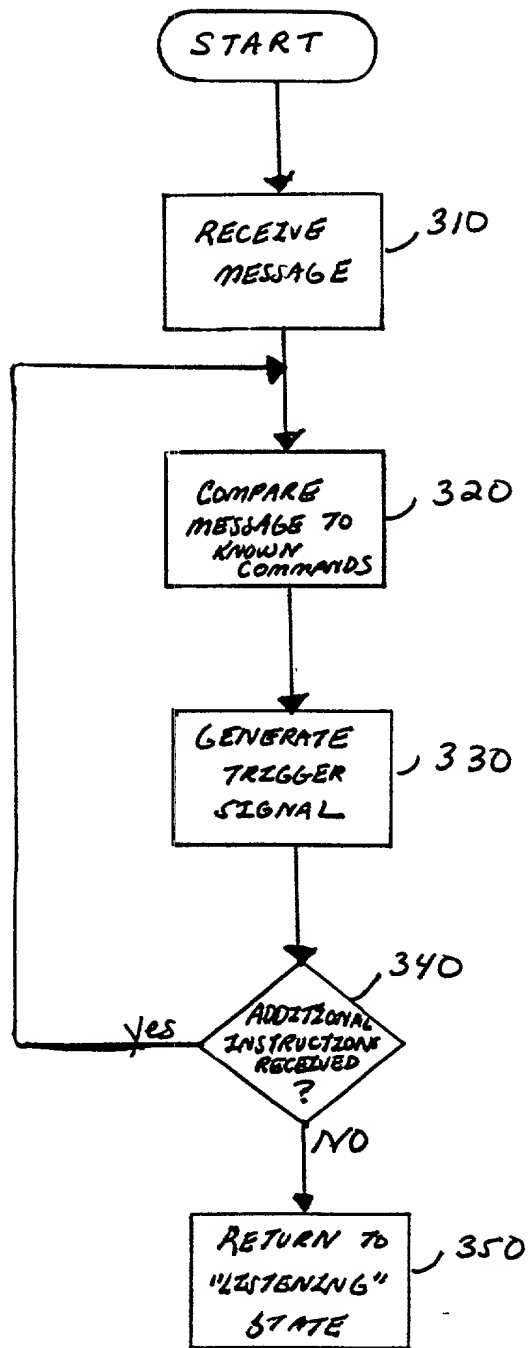 START
RECEIVE
MESSAGE
310
COMPARE
MESSAGE TO
KNOWN
COMMANDS
320
GENERATE
TRIGGER
SIGNAL
330
340
ADDITIONAL
INSTRUCTIONS
RECEIVED
?
yes
NO
RETURN TO
"LISTENING"
STATE
350